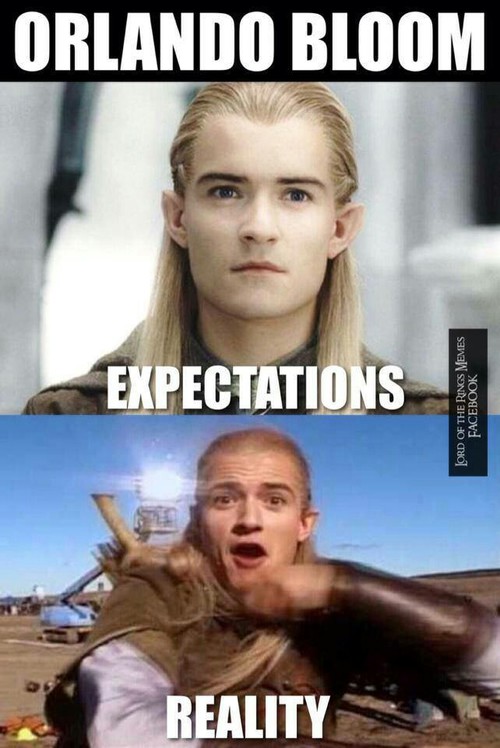 ORLANDO BLOOM
EXPECTATIONS
LORD OF THE RINGS MEMES
FACEBOOK
REALITY